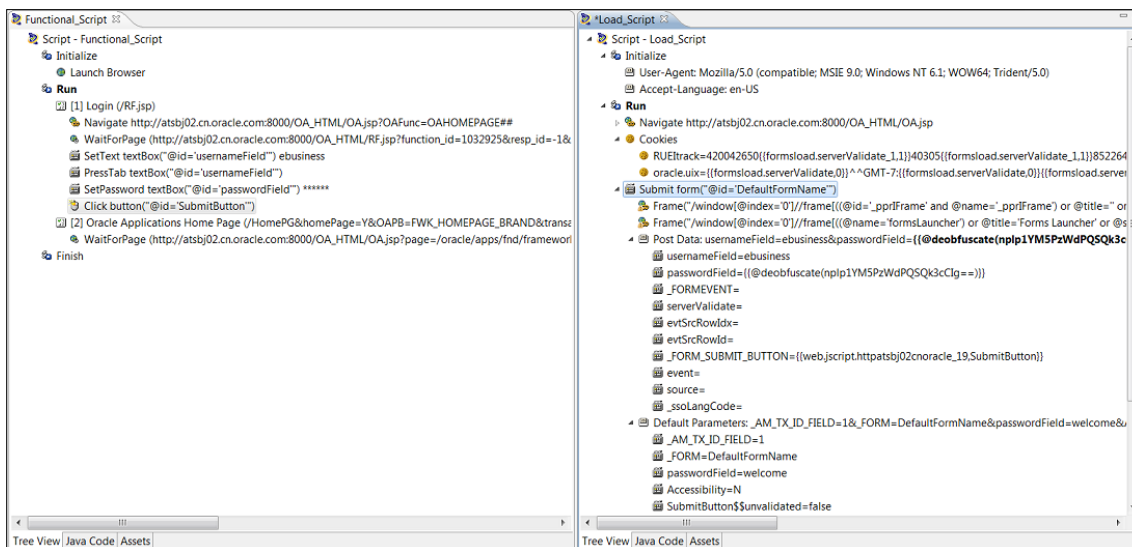 Functional_Script
Script - Functional_Script
Initialize
Launch Browser
Run
[1] Login (/RF.jsp)
Navigate http://atsbj02.cn.oracle.com:8000/OA_HTML/OA.jsp?OAFunc=OAHOMEPAGE##
WaitForPage (http://atsbj02.cn.oracle.com:8000/OA_HTML/RF.jsp?function_id=1032925&resp_id=-1&
SetText textBox("@id='usernameField'") ebusiness
PressTab textBox("@id='usernameField'")
SetPassword textBox("@id='passwordField'") ******
Click button("@id='SubmitButton'")
[2] Oracle Applications Home Page (/HomePG&homePage=Y&OAPB=FWK_HOMEPAGE_BRAND&transa
WaitForPage (http://atsbj02.cn.oracle.com:8000/OA_HTML/OA.jsp?page=/oracle/apps/fnd/framewor
Finish
Tree View Java Code Assets
*Load_Script
Script - Load_Script
Initialize
User-Agent: Mozilla/5.0 (compatible; MSIE 9.0; Windows NT 6.1; WOW64; Trident/5.0)
Accept-Language: en-US
Run
Navigate http://atsbj02.cn.oracle.com:8000/OA_HTML/OA.jsp
Cookies
RUEItrack=420042650{{formsload.serverValidate_1,1}}40305{{formsload.serverValidate_1,1}}852264
oracle.uix={{formsload.serverValidate,0}}^^GMT-7:{{formsload.serverValidate,0}}{{formsload.server
Submit form("@id='DefaultFormName'")
Frame("/window[@index='0']//frame[((@id='_pprIFrame' and @name='_pprIFrame') or @title='' or
Frame("/window[@index='0']//frame[((@name='formsLauncher') or @title='Forms Launcher' or @s
Post Data: usernameField=ebusiness&passwordField={{@deobfuscate(nplp1YM5PzWdPQSQk3c
usernameField=ebusiness
passwordField={{@deobfuscate(nplp1YM5PzWdPQSQk3cCIg==)}}
_FORMEVENT=
serverValidate=
evtSrcRowIdx=
evtSrcRowId=
_FORM_SUBMIT_BUTTON={{web.jscript.httpatsbj02cnoracle_19,SubmitButton}}
event=
source=
_ssoLangCode=
Default Parameters: _AM_TX_ID_FIELD=1&_FORM=DefaultFormName&passwordField=welcome&A
_AM_TX_ID_FIELD=1
_FORM=DefaultFormName
passwordField=welcome
Accessibility=N
SubmitButton$$unvalidated=false
Tree View Java Code Assets